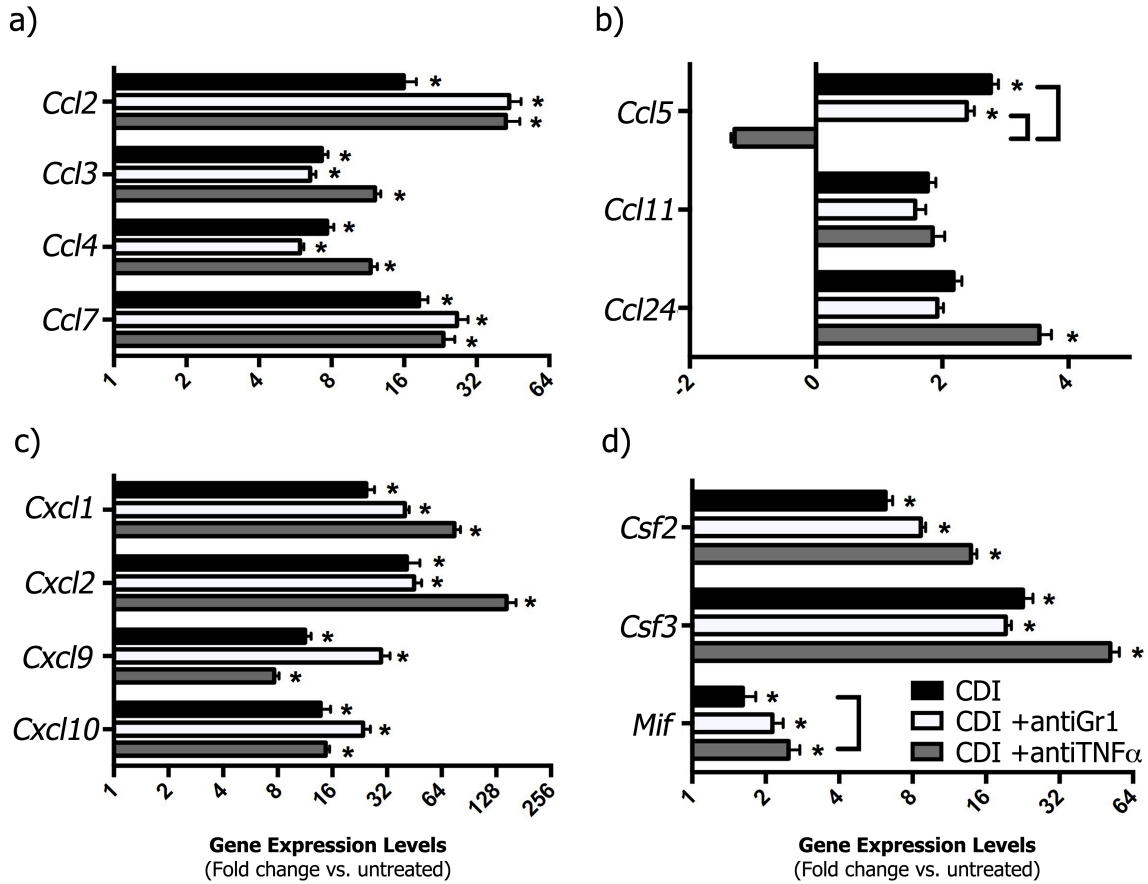 a)
Ccl2
*
*
*
Ccl3
*
*
*
Ccl4
*
*
*
Ccl7
*
*
*
1 2 4 8 16 32 64
b)
Ccl5
*
*
Ccl11
Ccl24
*
-2 0 2 4
c)
Cxcl1
*
*
*
Cxcl2
*
*
*
Cxcl9
*
*
*
Cxcl10
*
*
*
1 2 4 8 16 32 64 128 256
Gene Expression Levels
(Fold change vs. untreated)
d)
Csf2
*
*
*
Csf3
*
*
*
Mif
*
*
*
CDI
CDI +antiGr1
CDI +antiTNFα
1 2 4 8 16 32 64
Gene Expression Levels
(Fold change vs. untreated)